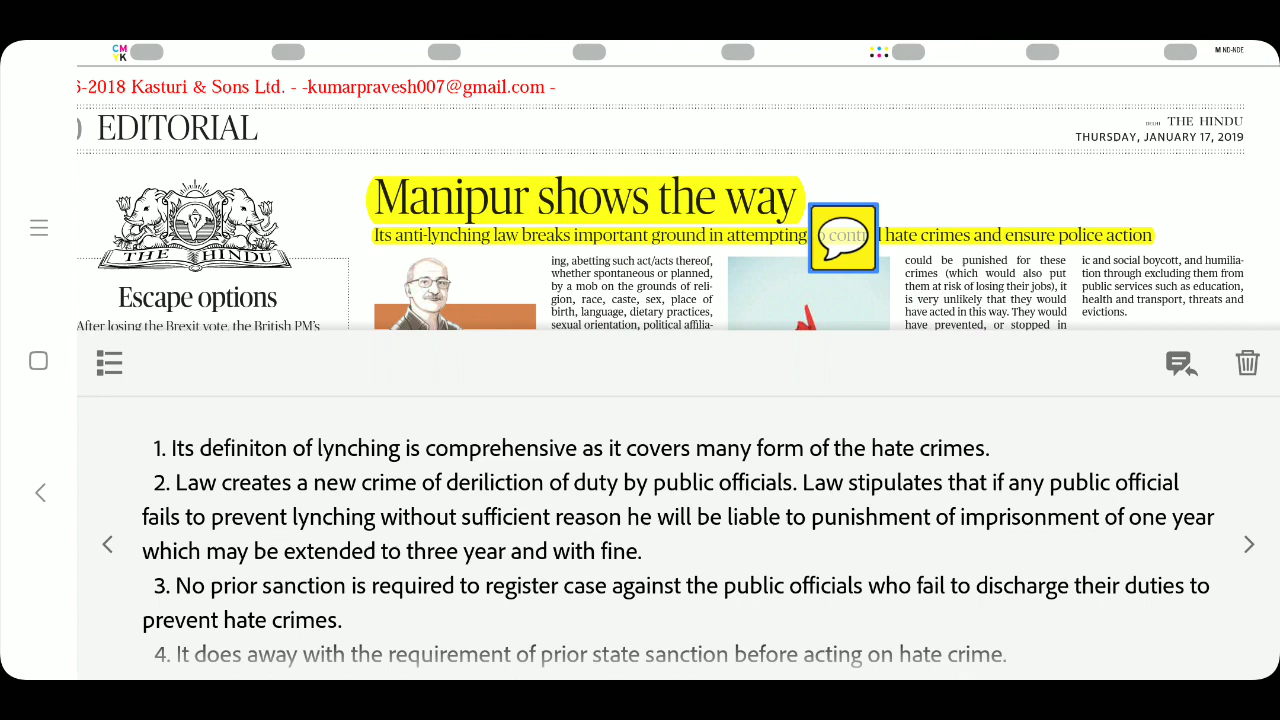 CM
YK
M ND-NDE
6-2018 Kasturi & Sons Ltd. - -kumarpravesh007@gmail.com -
EDITORIAL
DELHI THE HINDU
THURSDAY, JANUARY 17, 2019
THE HINDU
Escape options
After losing the Brexit vote, the British PM's
Manipur shows the way
Its anti-lynching law breaks important ground in attempting to control hate crimes and ensure police action
ing, abetting such act/acts thereof,
whether spontaneous or planned,
by a mob on the grounds of reli-
gion, race, caste, sex, place of
birth, language, dietary practices,
sexual orientation, political affilia-
could be punished for these
crimes (which would also put
them at risk of losing their jobs), it
is very unlikely that they would
have acted in this way. They would
have prevented, or stopped in
ic and social boycott, and humilia-
tion through excluding them from
public services such as education,
health and transport, threats and
evictions.
1. Its definiton of lynching is comprehensive as it covers many form of the hate crimes.
2. Law creates a new crime of deriliction of duty by public officials. Law stipulates that if any public official
fails to prevent lynching without sufficient reason he will be liable to punishment of imprisonment of one year
which may be extended to three year and with fine.
3. No prior sanction is required to register case against the public officials who fail to discharge their duties to
prevent hate crimes.
4. It does away with the requirement of prior state sanction before acting on hate crime.